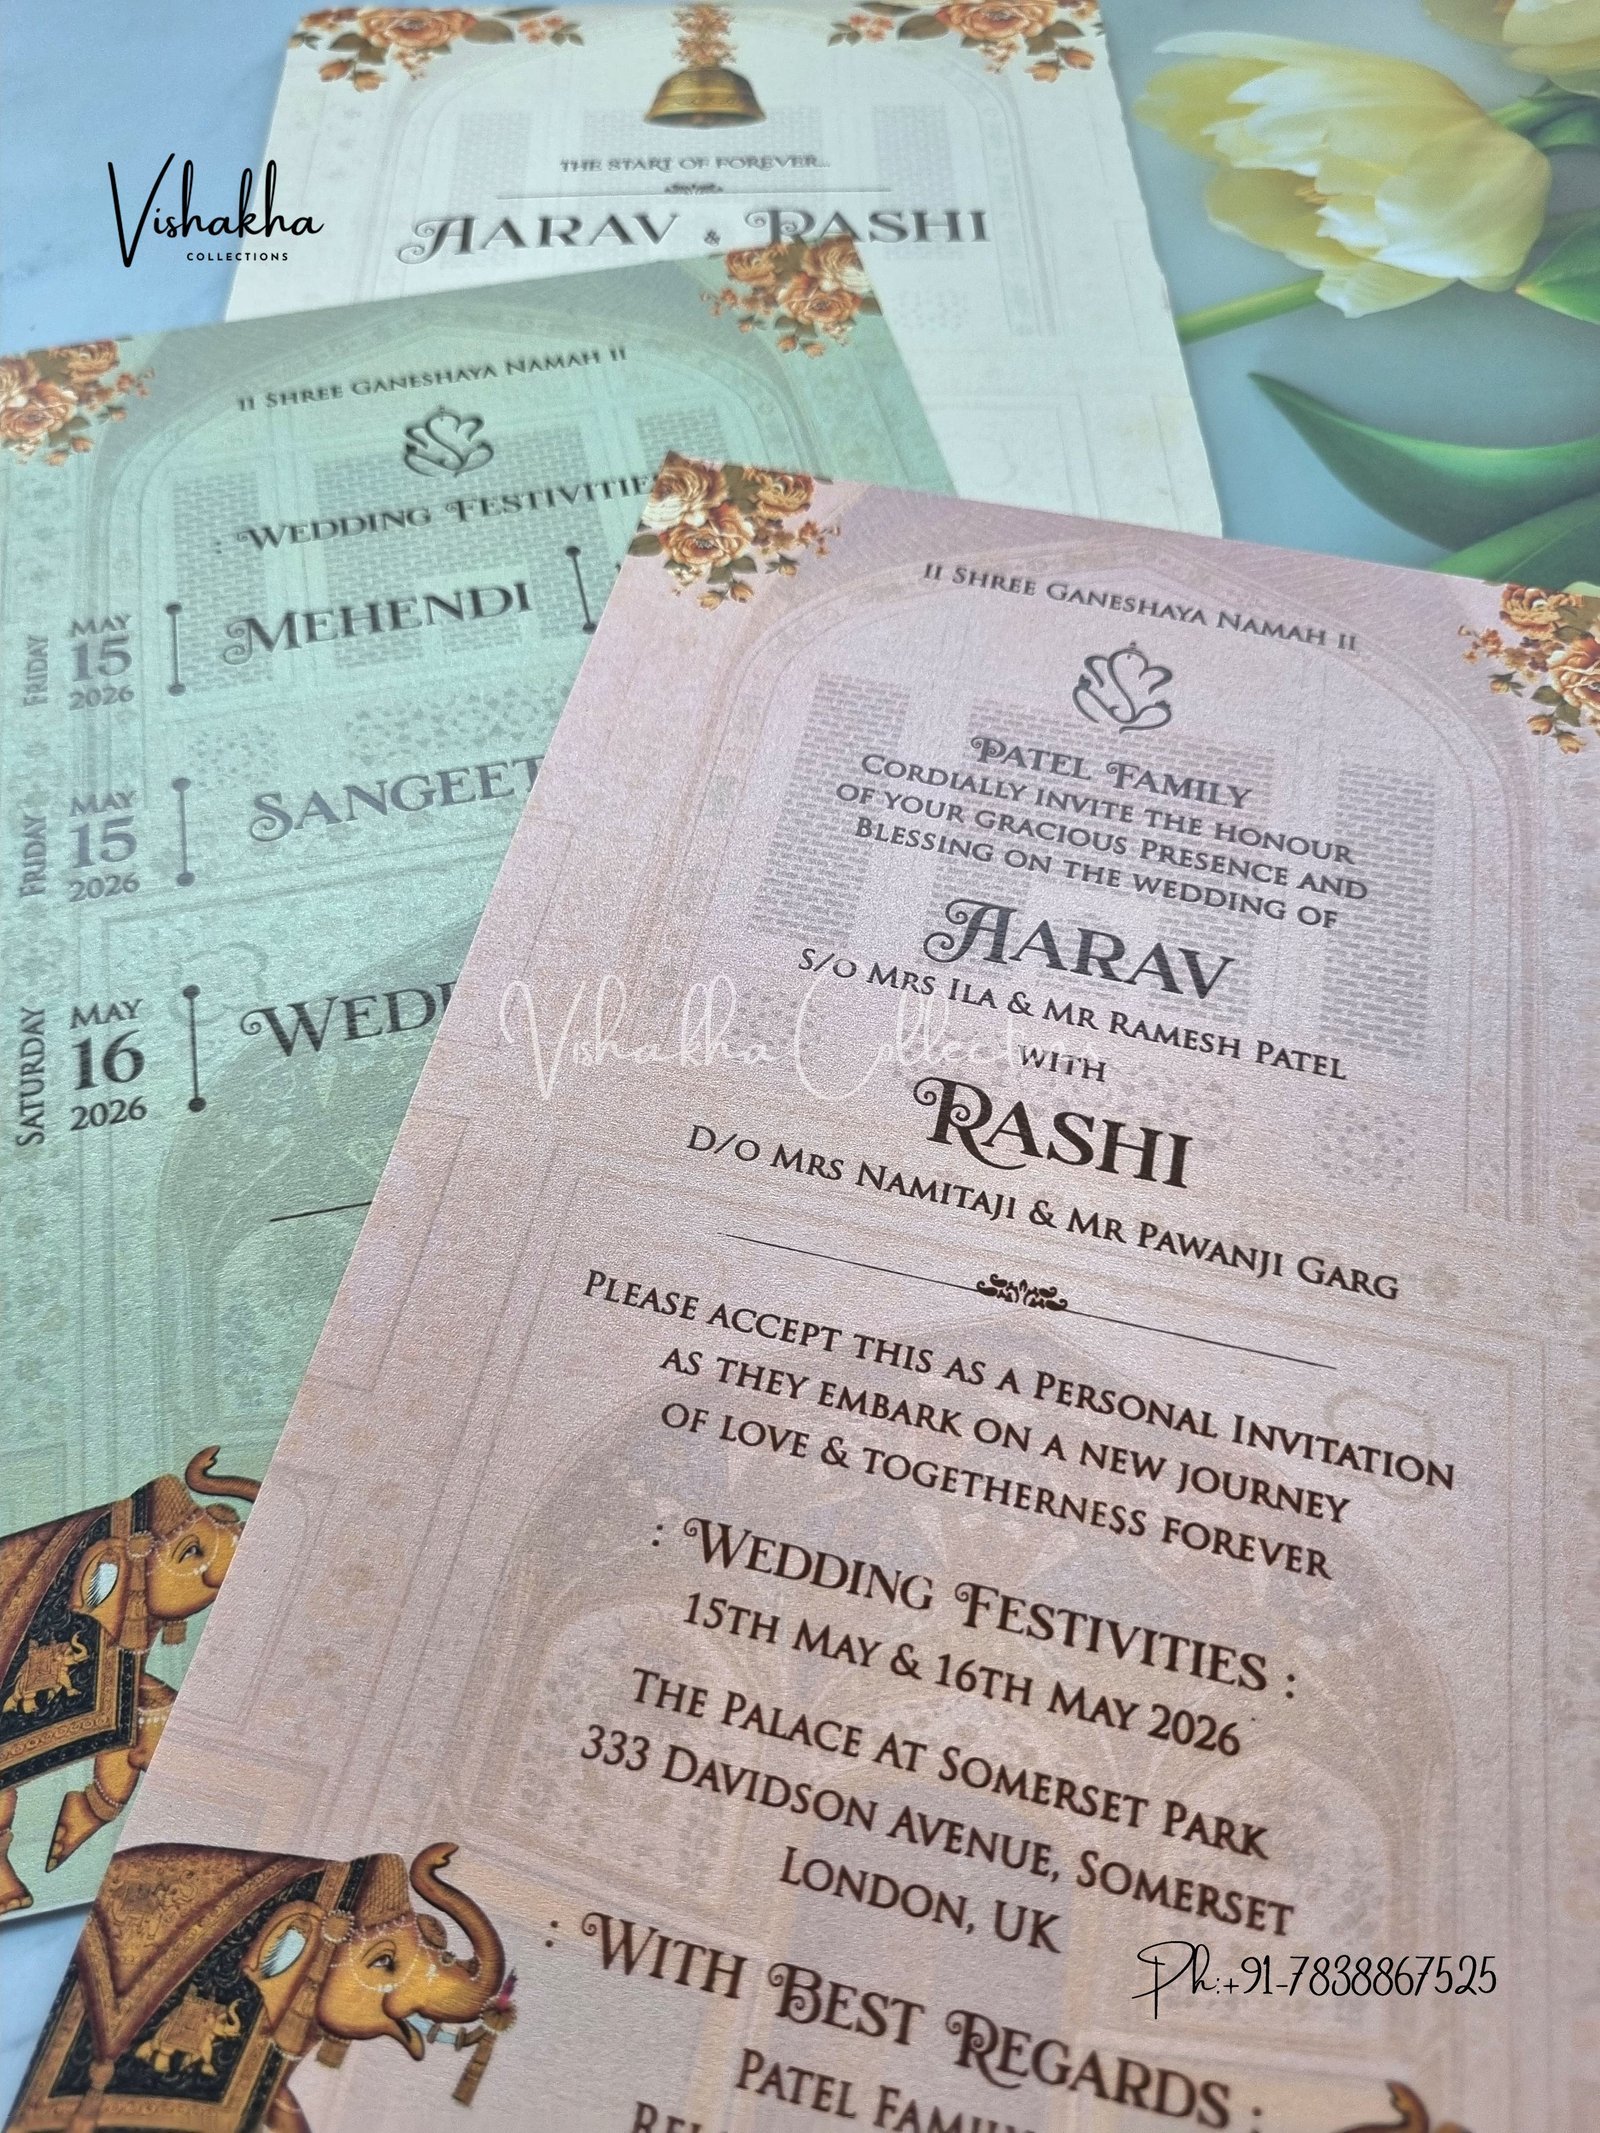 Vishakha
COLLECTIONS
THE START OF FOREVER...
AARAV & RASHI
II SHREE GANESHAYA NAMAH II
: WEDDING FESTIVITIE
FRIDAY
MAY
15
2026
MEHENDI
FRIDAY
MAY
15
2026
SANGEET
SATURDAY
MAY
16
2026
WEDD
II SHREE GANESHAYA NAMAH II
PATEL FAMILY
CORDIALLY INVITE THE HONOUR
OF YOUR GRACIOUS PRESENCE AND
BLESSING ON THE WEDDING OF
AARAV
S/O MRS ILA & MR RAMESH PATEL
WITH
RASHI
D/O MRS NAMITAJI & MR PAWANJI GARG
Vishakha Collections
PLEASE ACCEPT THIS AS A PERSONAL INVITATION
AS THEY EMBARK ON A NEW JOURNEY
OF LOVE & TOGETHERNESS FOREVER
: WEDDING FESTIVITIES :
15TH MAY & 16TH MAY 2026
THE PALACE AT SOMERSET PARK
333 DAVIDSON AVENUE, SOMERSET
LONDON, UK
Ph:+91-7838867525
: WITH BEST REGARDS :
PATEL FAMILY